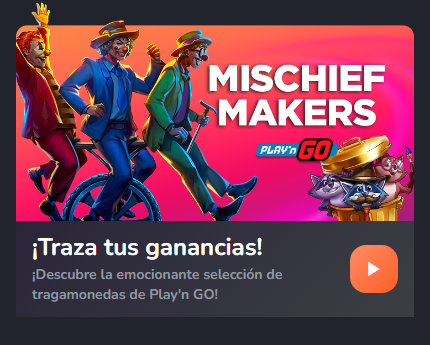 MISCHIEF
MAKERS
PLAY'n GO
¡Traza tus ganancias!
¡Descubre la emocionante selección de
tragamonedas de Play'n GO!